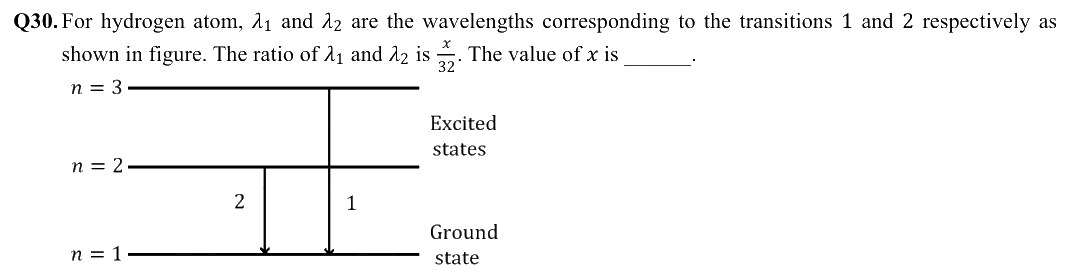 Q30. For hydrogen atom, λ₁ and λ₂ are the wavelengths corresponding to the transitions 1 and 2 respectively as
shown in figure. The ratio of λ₁ and λ₂ is x/32. The value of x is ______.
n = 3
Excited
states
n = 2
2 1
Ground
n = 1
state